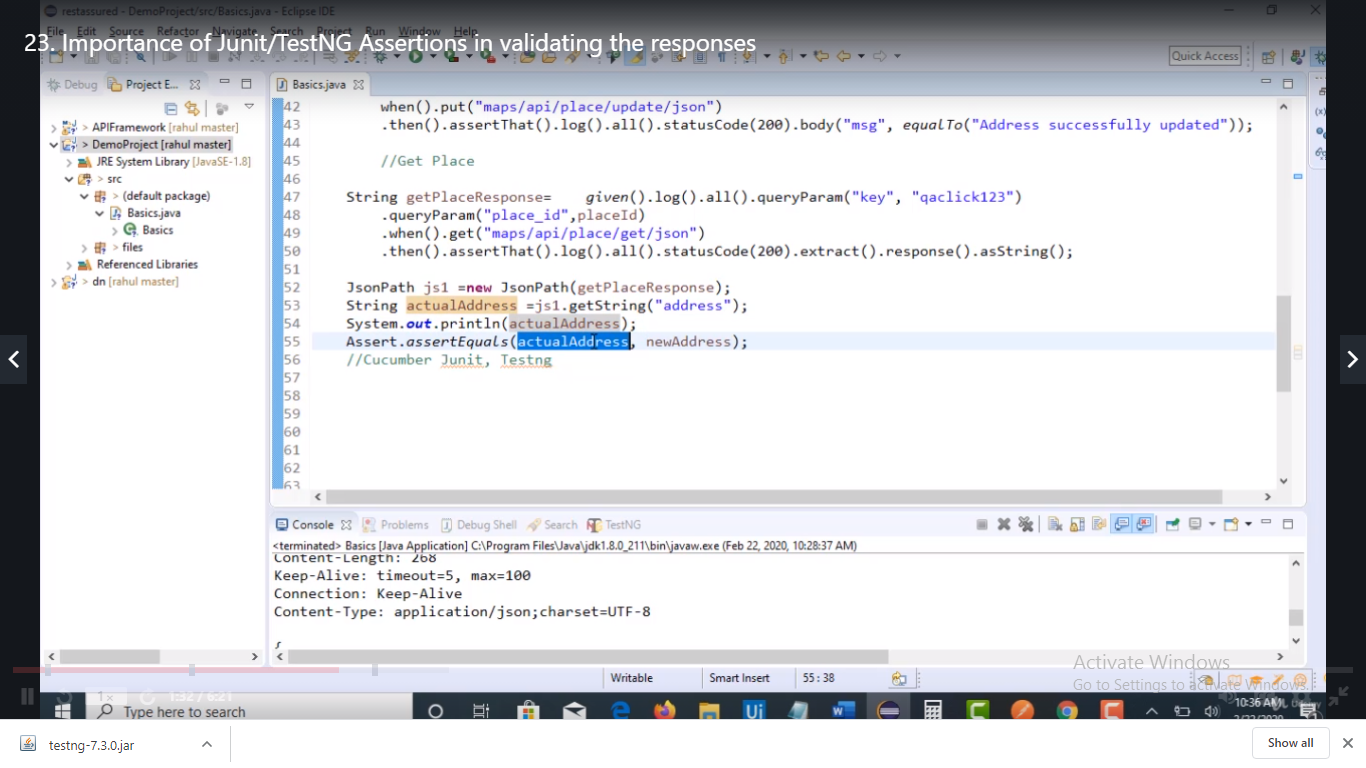 restassured - DemoProject/src/Basics.java - Eclipse IDE
File Edit Source Refactor Navigate Search Project Run Window Help
23. Importance of Junit/TestNG Assertions in validating the responses
Quick Access
Debug Project E...
Basics.java
> APIFramework [rahul master]
> DemoProject [rahul master]
JRE System Library [JavaSE-1.8]
> src
> (default package)
Basics.java
Basics
> files
Referenced Libraries
> dn [rahul master]
42 when().put("maps/api/place/update/json")
43 .then().assertThat().log().all().statusCode(200).body("msg", equalTo("Address successfully updated"));
44
45 //Get Place
46
47 String getPlaceResponse= given().log().all().queryParam("key", "qaclick123")
48 .queryParam("place_id",placeId)
49 .when().get("maps/api/place/get/json")
50 .then().assertThat().log().all().statusCode(200).extract().response().asString();
51
52 JsonPath js1 =new JsonPath(getPlaceResponse);
53 String actualAddress =js1.getString("address");
54 System.out.println(actualAddress);
55 Assert.assertEquals(actualAddress, newAddress);
56 //Cucumber Junit, Testng
57
58
59
60
61
62
63
Console Problems Debug Shell Search TestNG
<terminated> Basics [Java Application] C:\Program Files\Java\jdk1.8.0_211\bin\javaw.exe (Feb 22, 2020, 10:28:37 AM)
Content-Length: 268
Keep-Alive: timeout=5, max=100
Connection: Keep-Alive
Content-Type: application/json;charset=UTF-8
{
Writable Smart Insert 55 : 38
Activate Windows
Go to Settings to activate Windows.
1x 1:32 / 6:21
Type here to search
10:36 AM
2/22/2020
testng-7.3.0.jar
Show all